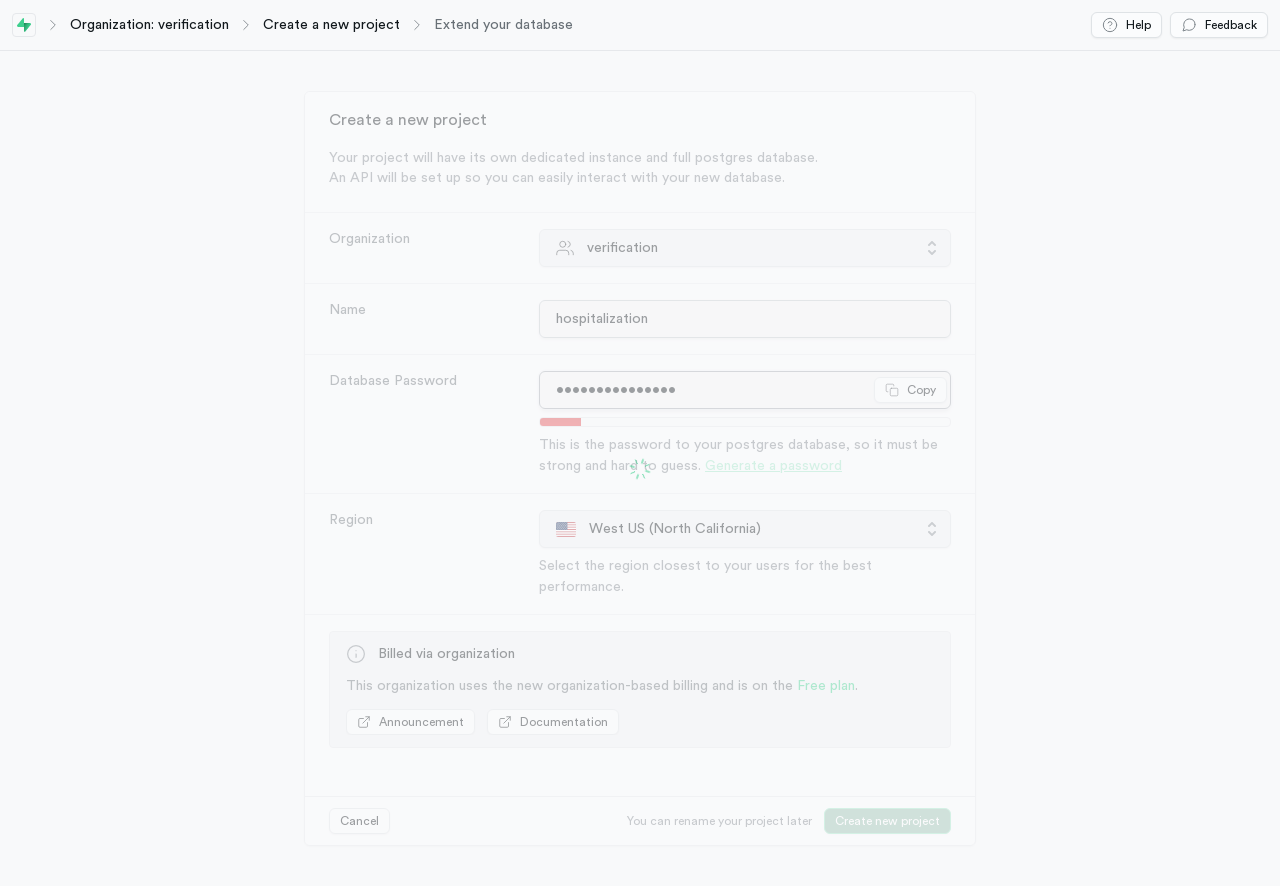 Organization: verification
Create a new project
Extend your database
Help
Feedback
Create a new project
Your project will have its own dedicated instance and full postgres database.
An API will be set up so you can easily interact with your new database.
Organization
verification
Name
hospitalization
Database Password
•••••••••••••••
Copy
This is the password to your postgres database, so it must be
strong and hard to guess. Generate a password
Region
West US (North California)
Select the region closest to your users for the best
performance.
Billed via organization
This organization uses the new organization-based billing and is on the Free plan.
Announcement
Documentation
Cancel
You can rename your project later
Create new project